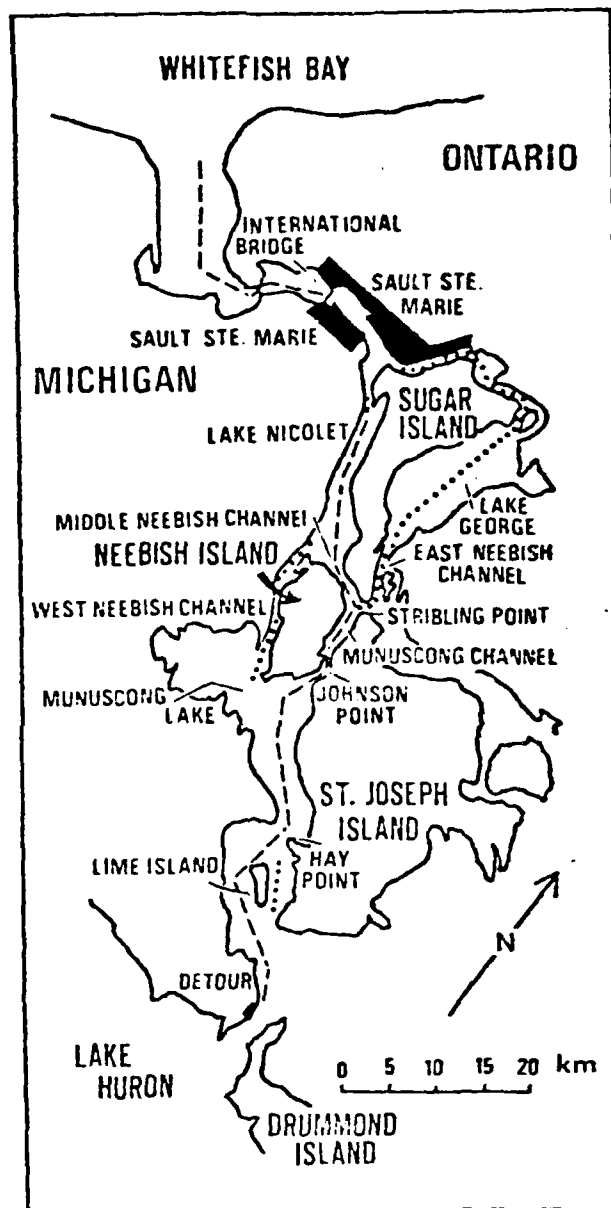 WHITEFISH BAY
ONTARIO
INTERNATIONAL
BRIDGE
SAULT STE.
MARIE
SAULT STE. MARIE
MICHIGAN
SUGAR
ISLAND
LAKE NICOLET
LAKE
GEORGE
MIDDLE NEEBISH CHANNEL
NEEBISH ISLAND
EAST NEEBISH
CHANNEL
WEST NEEBISH CHANNEL
STRIBLING POINT
MUNUSCONG CHANNEL
MUNUSCONG
LAKE
JOHNSON
POINT
ST. JOSEPH
ISLAND
LIME ISLAND
HAY
POINT
N
DETOUR
LAKE
HURON
0 5 10 15 20 km
DRUMMOND
ISLAND